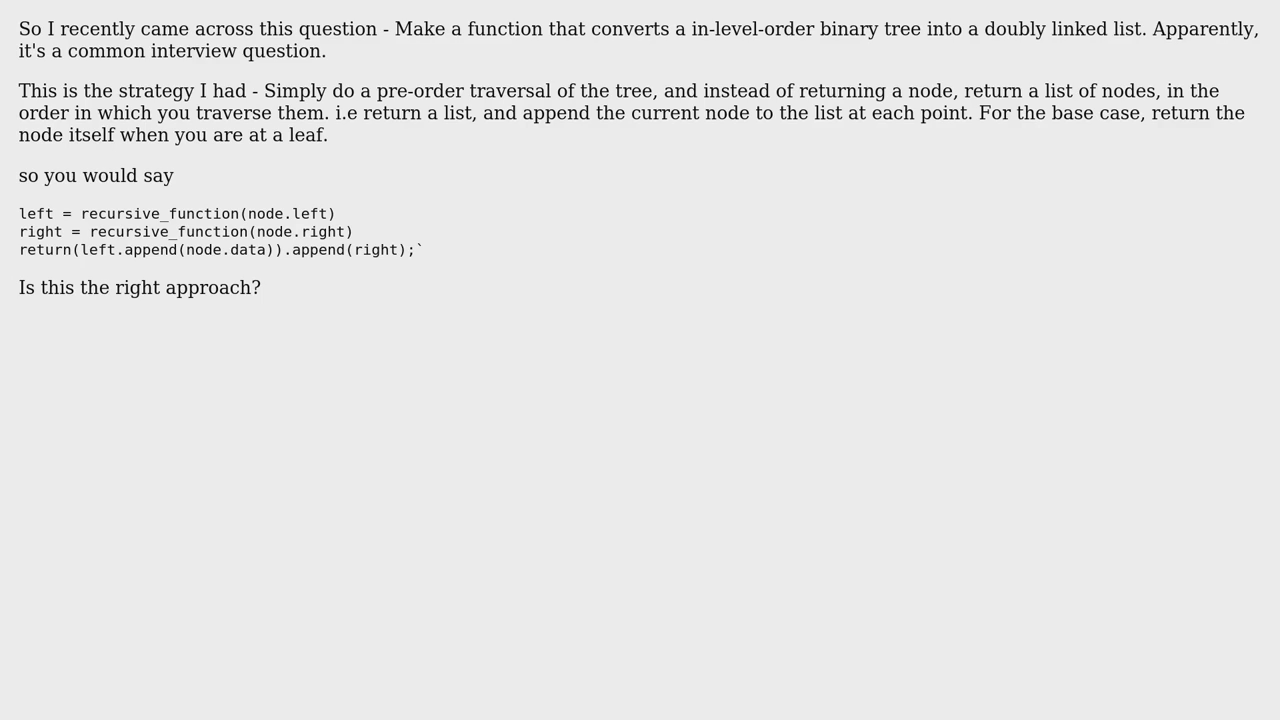 So I recently came across this question - Make a function that converts a in-level-order binary tree into a doubly linked list. Apparently,
it's a common interview question.
This is the strategy I had - Simply do a pre-order traversal of the tree, and instead of returning a node, return a list of nodes, in the
order in which you traverse them. i.e return a list, and append the current node to the list at each point. For the base case, return the
node itself when you are at a leaf.
so you would say
left = recursive_function(node.left)
right = recursive_function(node.right)
return(left.append(node.data)).append(right);`
Is this the right approach?